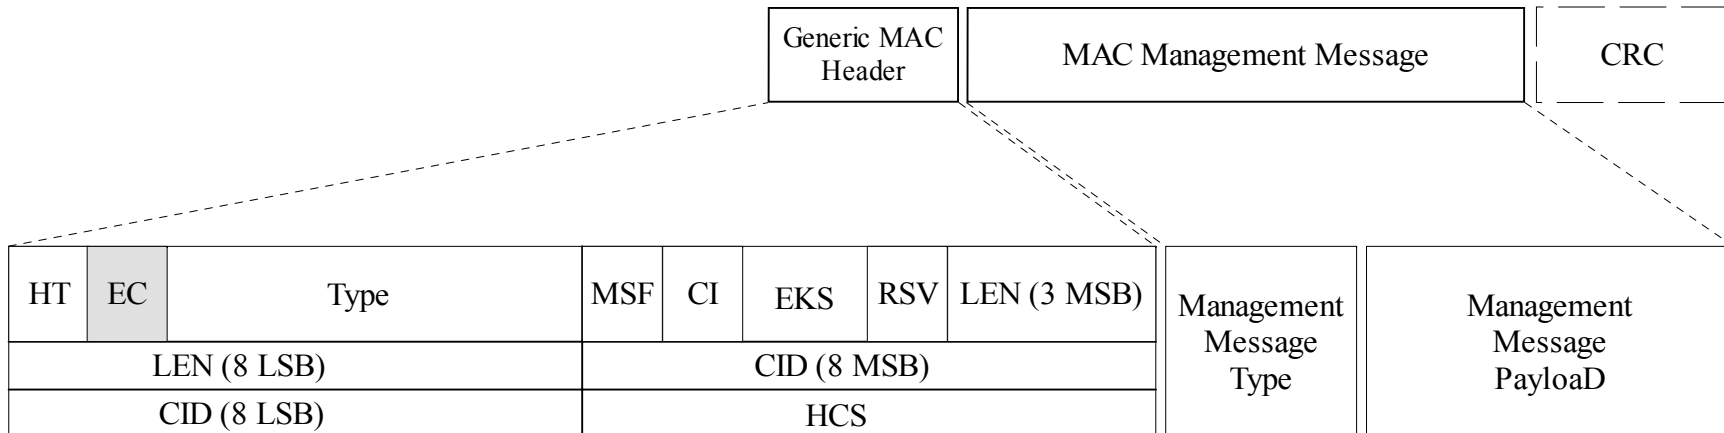 Generic MAC
Header
MAC Management Message
CRC
HT
EC
Type
MSF
CI
EKS
RSV
LEN (3 MSB)
Management
Message
Type
Management
Message
PayloaD
LEN (8 LSB)
CID (8 MSB)
CID (8 LSB)
HCS